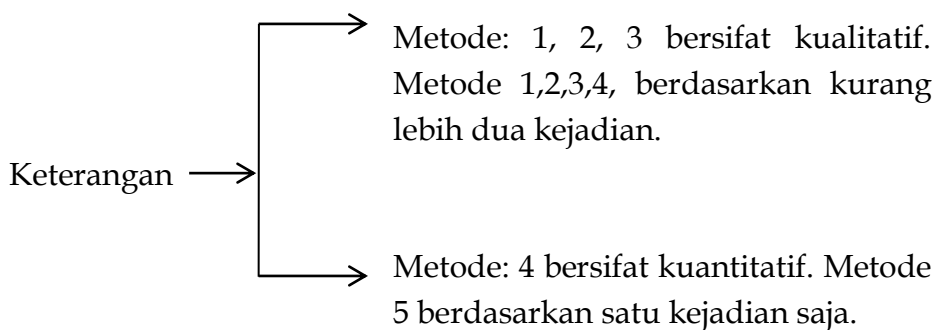 Metode: 1, 2, 3 bersifat kualitatif.
Metode 1,2,3,4, berdasarkan kurang
lebih dua kejadian.
Keterangan
Metode: 4 bersifat kuantitatif. Metode
5 berdasarkan satu kejadian saja.